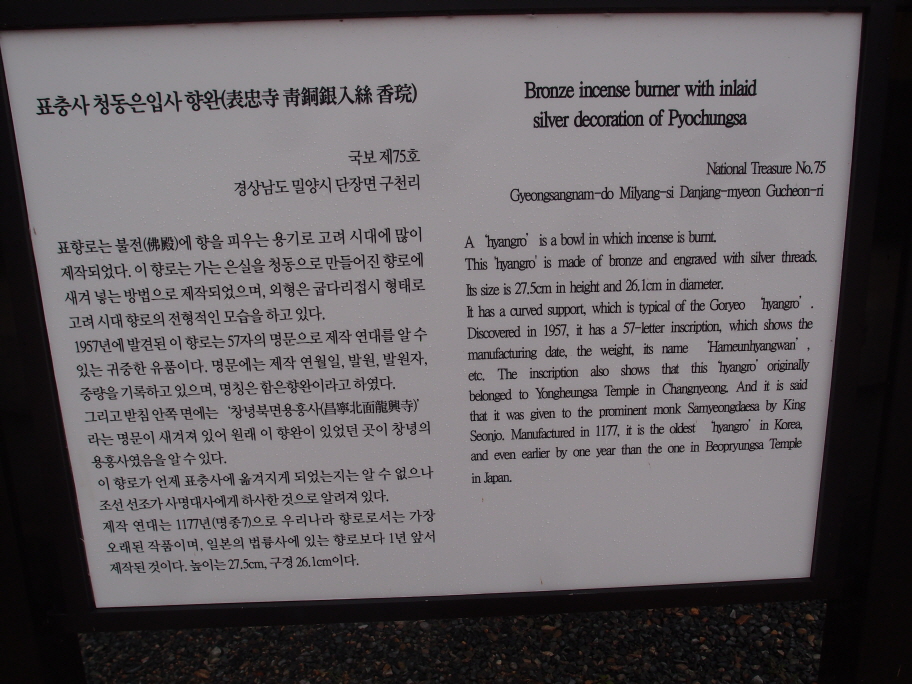 표충사 청동은입사 향완(表忠寺 靑銅銀入絲 香琓)
국보 제75호
경상남도 밀양시 단장면 구천리
표향로는 불전(佛殿)에 향을 피우는 용기로 고려 시대에 많이
제작되었다. 이 향로는 가는 은실을 청동으로 만들어진 향로에
새겨 넣는 방법으로 제작되었으며, 외형은 굽다리접시 형태로
고려 시대 향로의 전형적인 모습을 하고 있다.
1957년에 발견된 이 향로는 57자의 명문으로 제작 연대를 알 수
있는 귀중한 유품이다. 명문에는 제작 연월일, 발원, 발원자,
중량을 기록하고 있으며, 명칭은 함은향완이라고 하였다.
그리고 받침 안쪽 면에는 '창녕북면용흥사(昌寧北面龍興寺)'
라는 명문이 새겨져 있어 원래 이 향완이 있었던 곳이 창녕의
용흥사였음을 알 수 있다.
이 향로가 언제 표충사에 옮겨지게 되었는지는 알 수 없으나
조선 선조가 사명대사에게 하사한 것으로 알려져 있다.
제작 연대는 1177년(명종7)으로 우리나라 향로로서는 가장
오래된 작품이며, 일본의 법륭사에 있는 향로보다 1년 앞서
제작된 것이다. 높이는 27.5cm, 구경 26.1cm이다.
Bronze incense burner with inlaid
silver decoration of Pyochungsa
National Treasure No.75
Gyeongsangnam-do Milyang-si Danjang-myeon Gucheon-ri
A 'hyangro' is a bowl in which incense is burnt.
This 'hyangro' is made of bronze and engraved with silver threads.
Its size is 27.5cm in height and 26.1cm in diameter.
It has a curved support, which is typical of the Goryeo 'hyangro'.
Discovered in 1957, it has a 57-letter inscription, which shows the
manufacturing date, the weight, its name 'Hameunhyangwan',
etc. The inscription also shows that this 'hyangro' originally
belonged to Yongheungsa Temple in Changnyeong. And it is said
that it was given to the prominent monk Samyeongdaesa by King
Seonjo. Manufactured in 1177, it is the oldest 'hyangro' in Korea,
and even earlier by one year than the one in Beopryungsa Temple
in Japan.